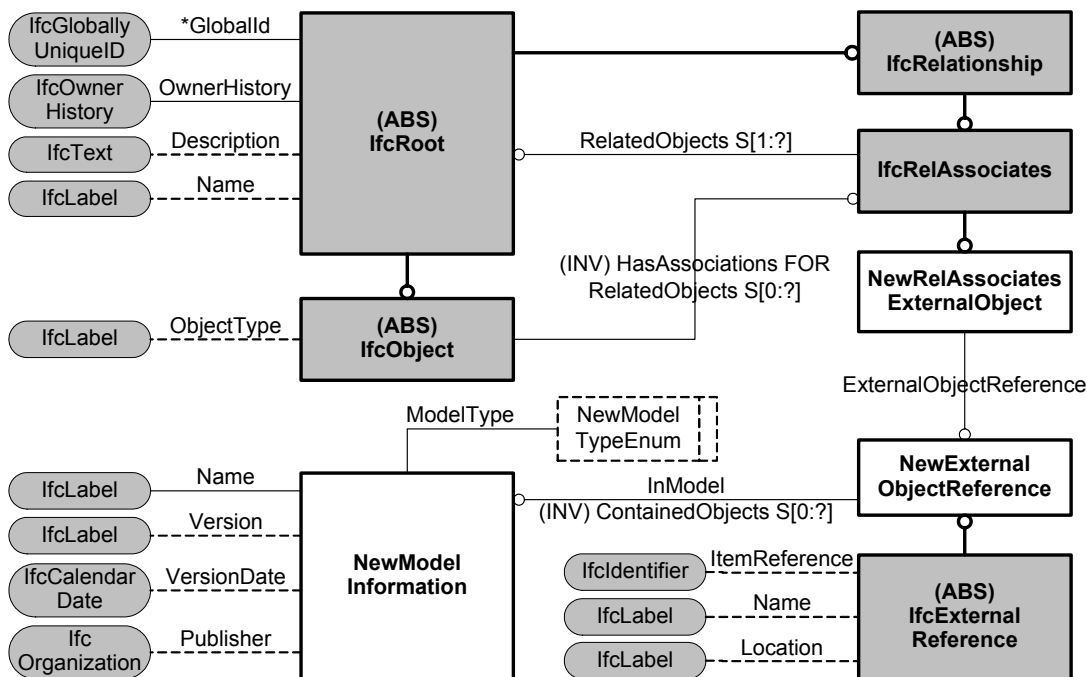 IfcGlobally
UniqueID
*GlobalId
IfcOwner
History
OwnerHistory
IfcText
Description
IfcLabel
Name
(ABS)
IfcRoot
(ABS)
IfcRelationship
RelatedObjects S[1:?]
IfcRelAssociates
(INV) HasAssociations FOR
RelatedObjects S[0:?]
NewRelAssociates
ExternalObject
IfcLabel
ObjectType
(ABS)
IfcObject
ExternalObjectReference
ModelType
NewModel
TypeEnum
IfcLabel
Name
IfcLabel
Version
IfcCalendar
Date
VersionDate
Ifc
Organization
Publisher
NewModel
Information
InModel
(INV) ContainedObjects S[0:?]
NewExternal
ObjectReference
IfcIdentifier
ItemReference
IfcLabel
Name
IfcLabel
Location
(ABS)
IfcExternal
Reference